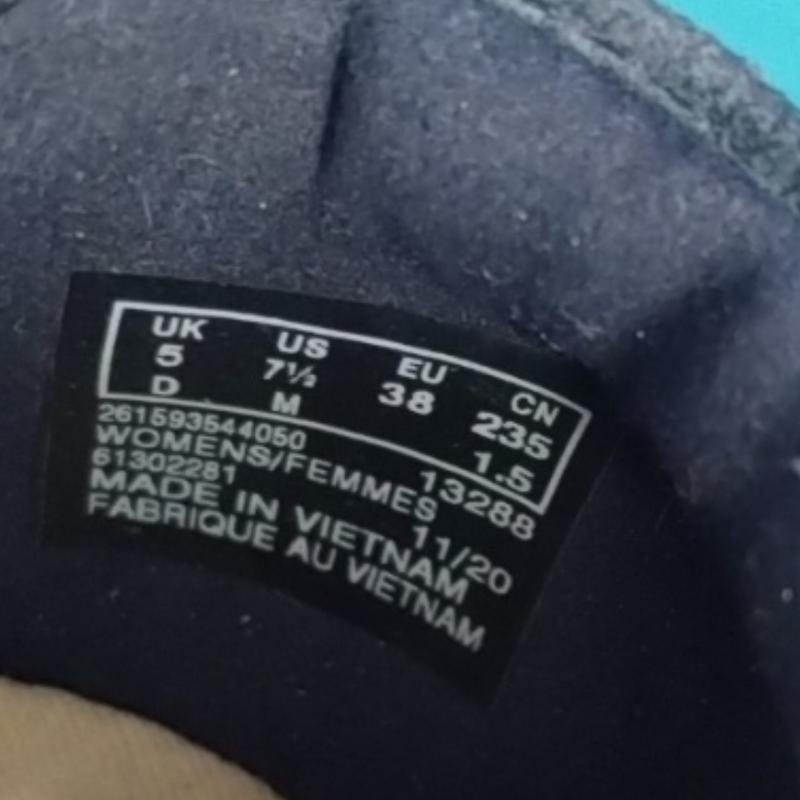 UK US EU CN
5 7½ 38 235
D M 1.5
261593544050
WOMENS/FEMMES 13288
61302281 11/20
MADE IN VIETNAM
FABRIQUE AU VIETNAM